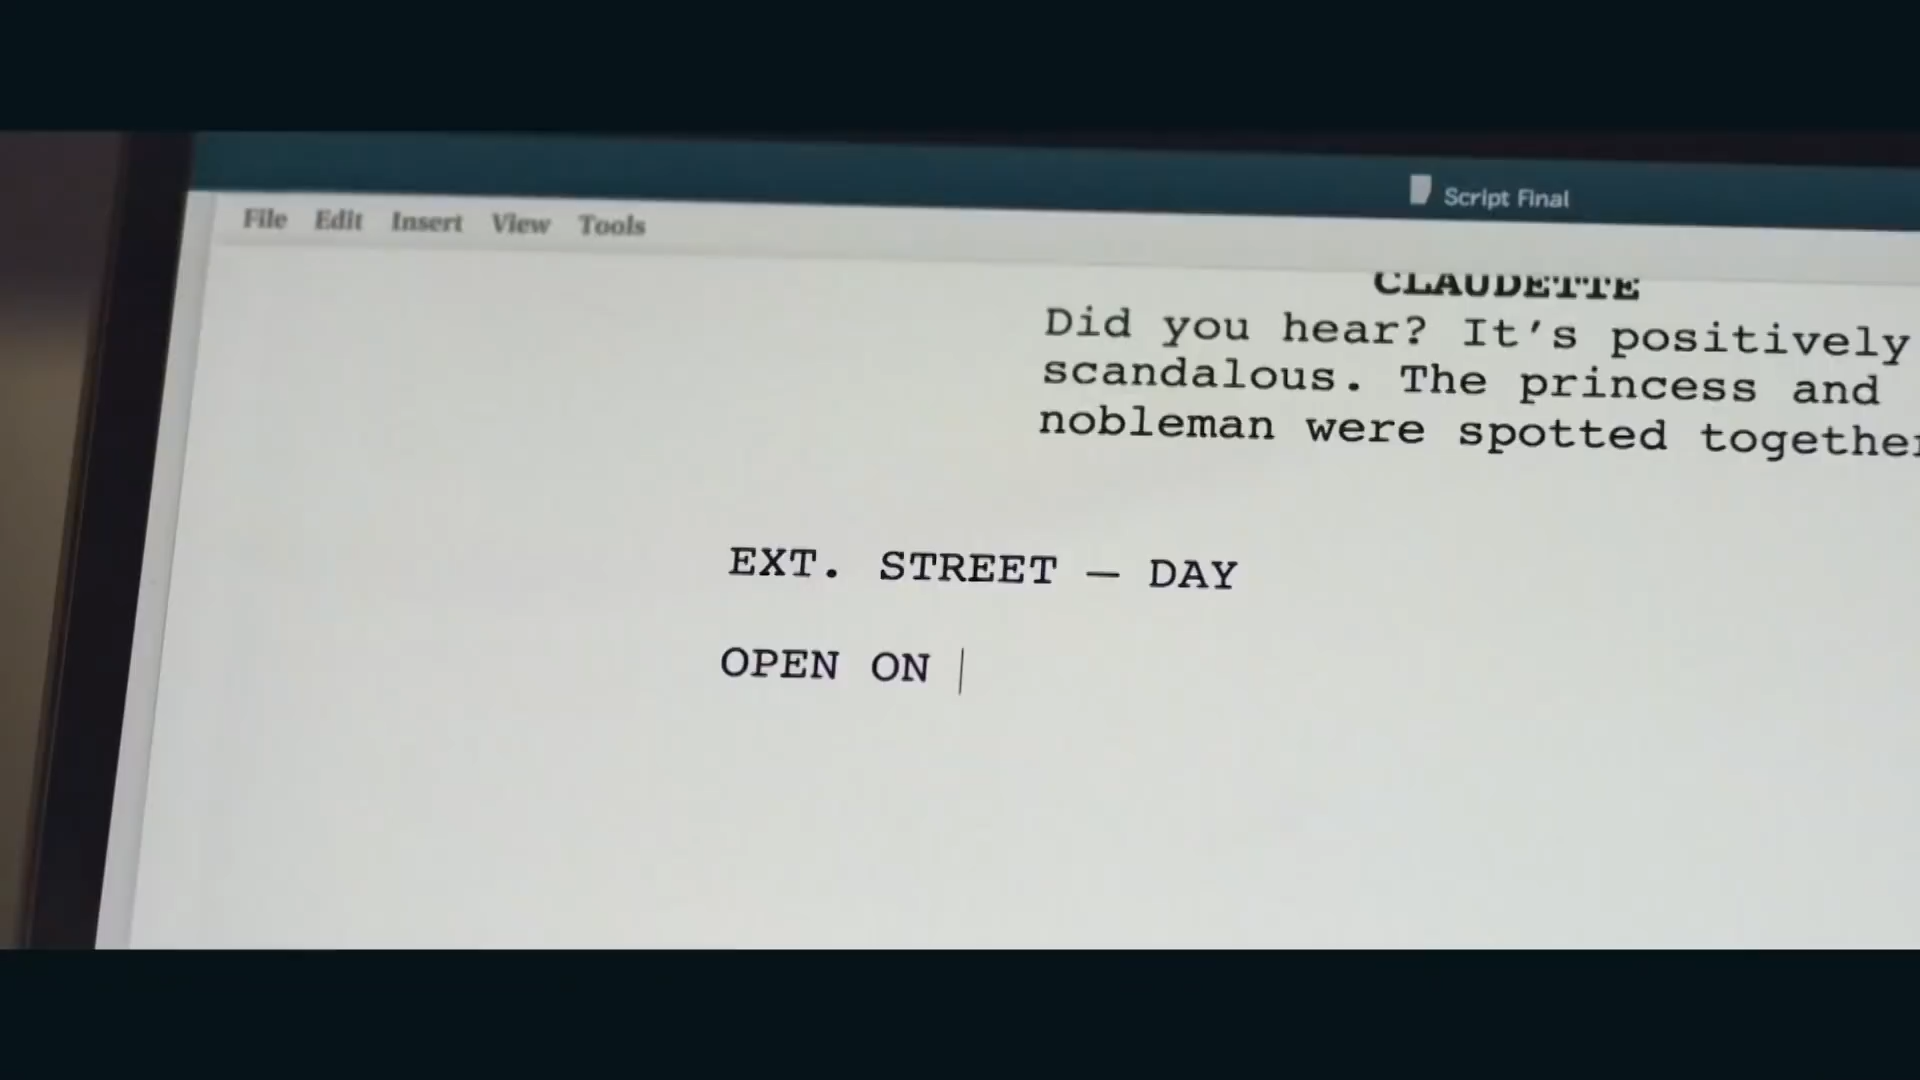 Script Final
File Edit Insert View Tools
CLAUDETTE
Did you hear? It's positively
scandalous. The princess and
nobleman were spotted together
EXT. STREET — DAY
OPEN ON